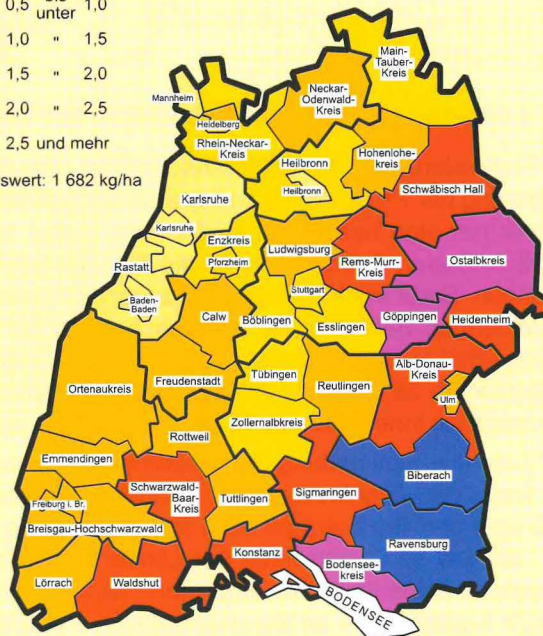 0,5 bis unter 1,0
1,0 " 1,5
1,5 " 2,0
2,0 " 2,5
2,5 und mehr
swert: 1 682 kg/ha
Main-
Tauber-
Kreis
Mannheim
Neckar-
Odenwald-
Kreis
Heidelberg
Rhein-Neckar-
Kreis
Heilbronn
Hohenlohe-
kreis
Heilbronn
Schwäbisch Hall
Karlsruhe
Karlsruhe
Enzkreis
Ludwigsburg
Rems-Murr-
Kreis
Ostalbkreis
Pforzheim
Rastatt
Stuttgart
Baden-
Baden
Calw
Böblingen
Esslingen
Göppingen
Heidenheim
Alb-Donau-
Kreis
Ortenaukreis
Freudenstadt
Tübingen
Reutlingen
Ulm
Zollernalbkreis
Rottweil
Emmendingen
Biberach
Schwarzwald-
Baar-
Kreis
Tuttlingen
Sigmaringen
Freiburg i. Br.
Breisgau-Hochschwarzwald
Ravensburg
Konstanz
Bodensee-
kreis
Lörrach
Waldshut
BODENSEE